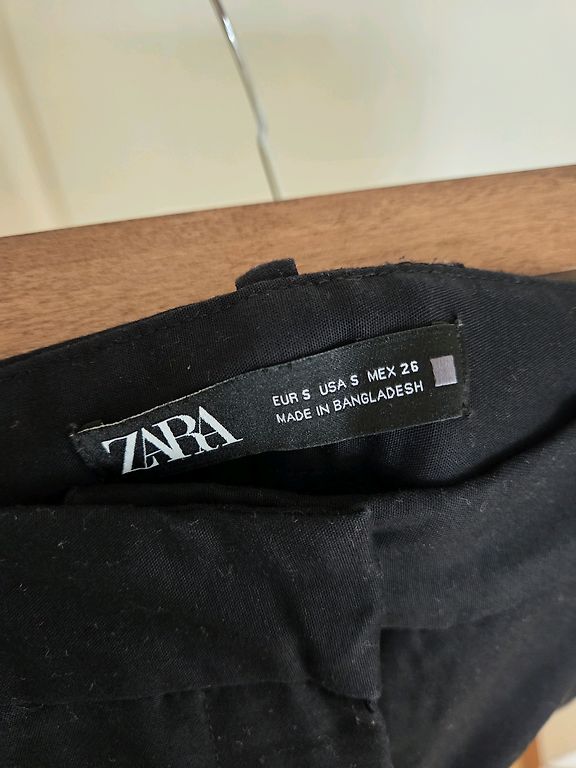 ZARA
EUR S USA S MEX 26
MADE IN BANGLADESH